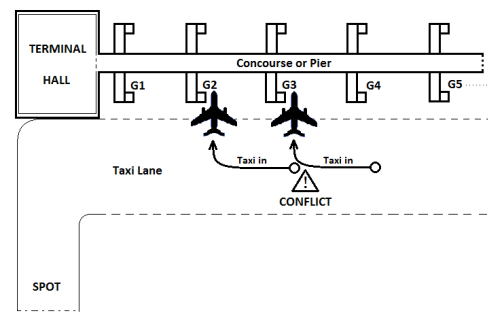 TERMINAL
HALL
Concourse or Pier
G1
G2
G3
G4
G5
Taxi in
Taxi in
Taxi Lane
!
CONFLICT
SPOT